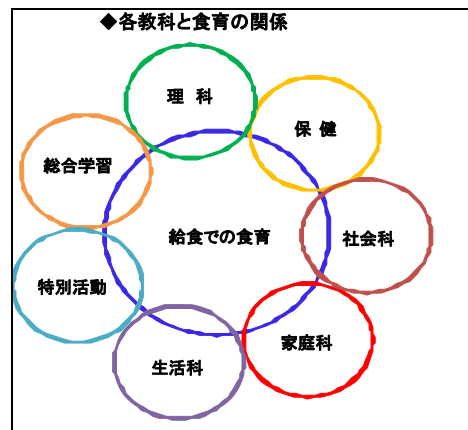 ◆各教科と食育の関係
理 科
保 健
総合学習
給食での食育
社会科
特別活動
家庭科
生活科